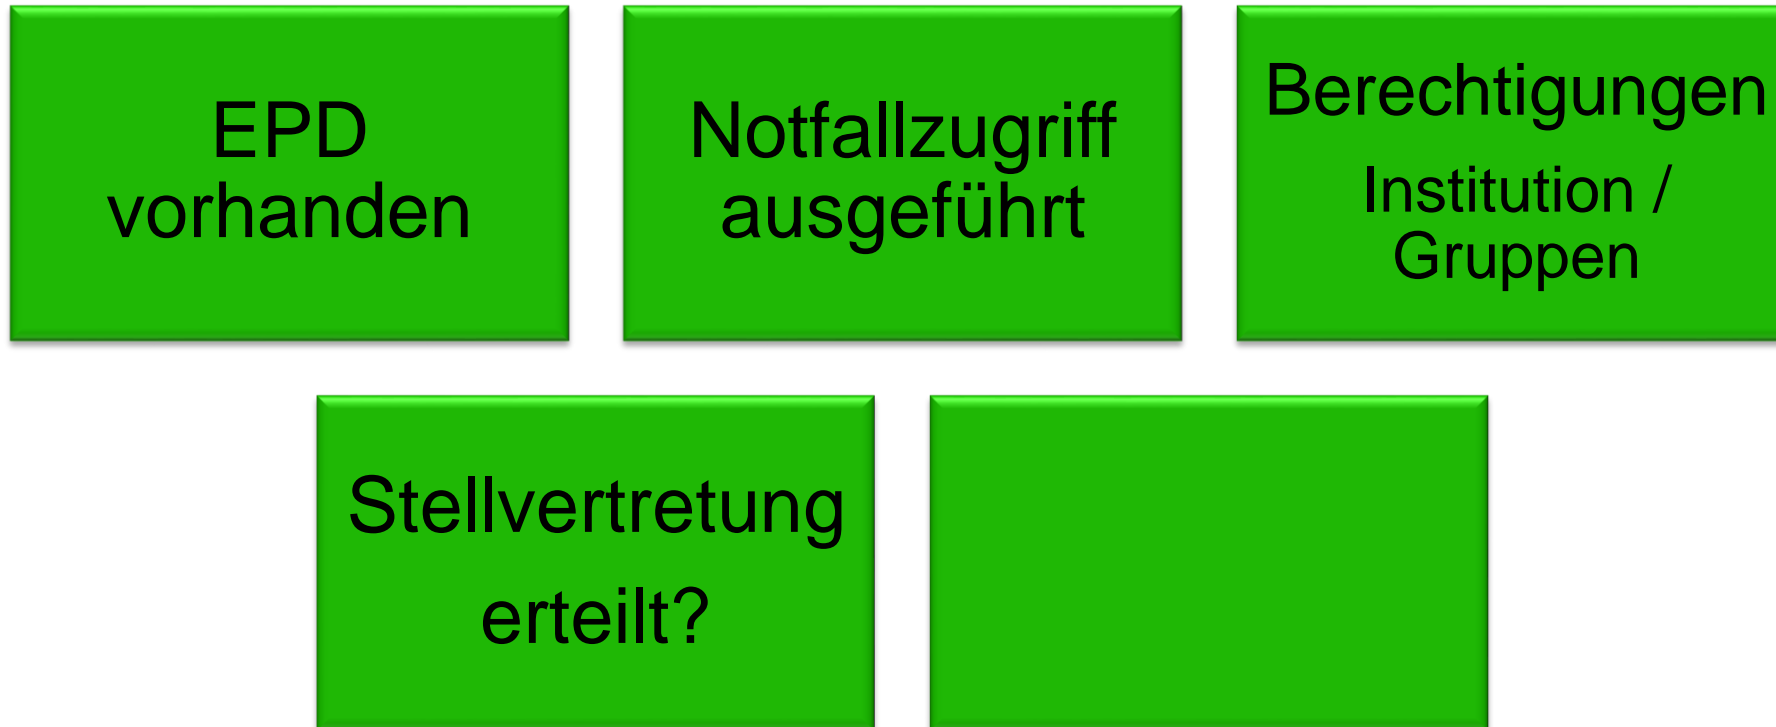 EPD
vorhanden
Notfallzugriff
ausgeführt
Berechtigungen
Institution /
Gruppen
Stellvertretung
erteilt?